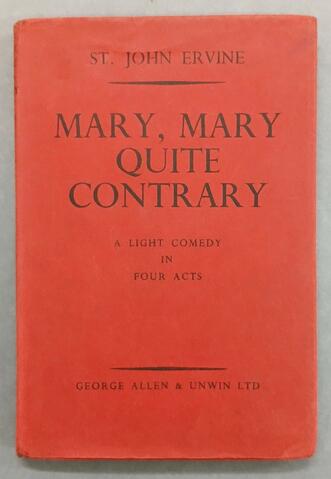 ST. JOHN ERVINE
MARY, MARY
QUITE
CONTRARY
A LIGHT COMEDY
IN
FOUR ACTS
GEORGE ALLEN & UNWIN LTD